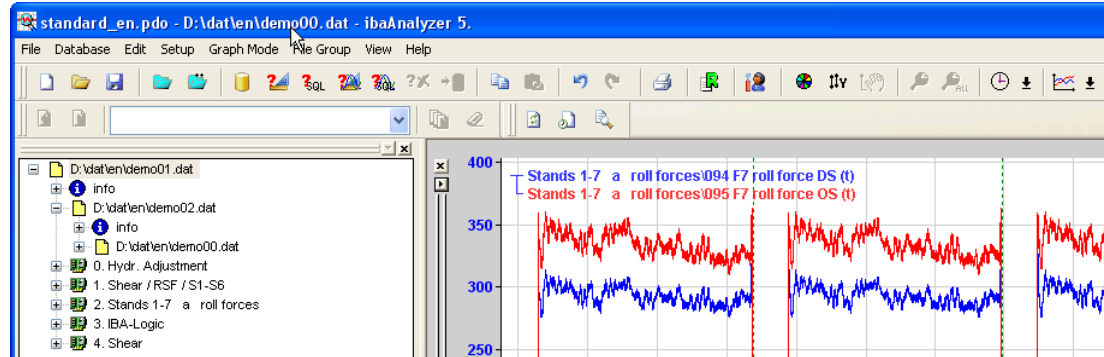 standard_en.pdo - D:\dat\en\demo00.dat - ibaAnalyzer 5.
File Database Edit Setup Graph Mode File Group View Help
SQL
ALL
D:\dat\en\demo01.dat
info
D:\dat\en\demo02.dat
info
D:\dat\en\demo00.dat
0. Hydr. Adjustment
1. Shear / RSF / S1-S6
2. Stands 1-7 a roll forces
3. IBA-Logic
4. Shear
400
Stands 1-7 a roll forces\094 F7 roll force DS (t)
Stands 1-7 a roll forces\095 F7 roll force OS (t)
350
300
250